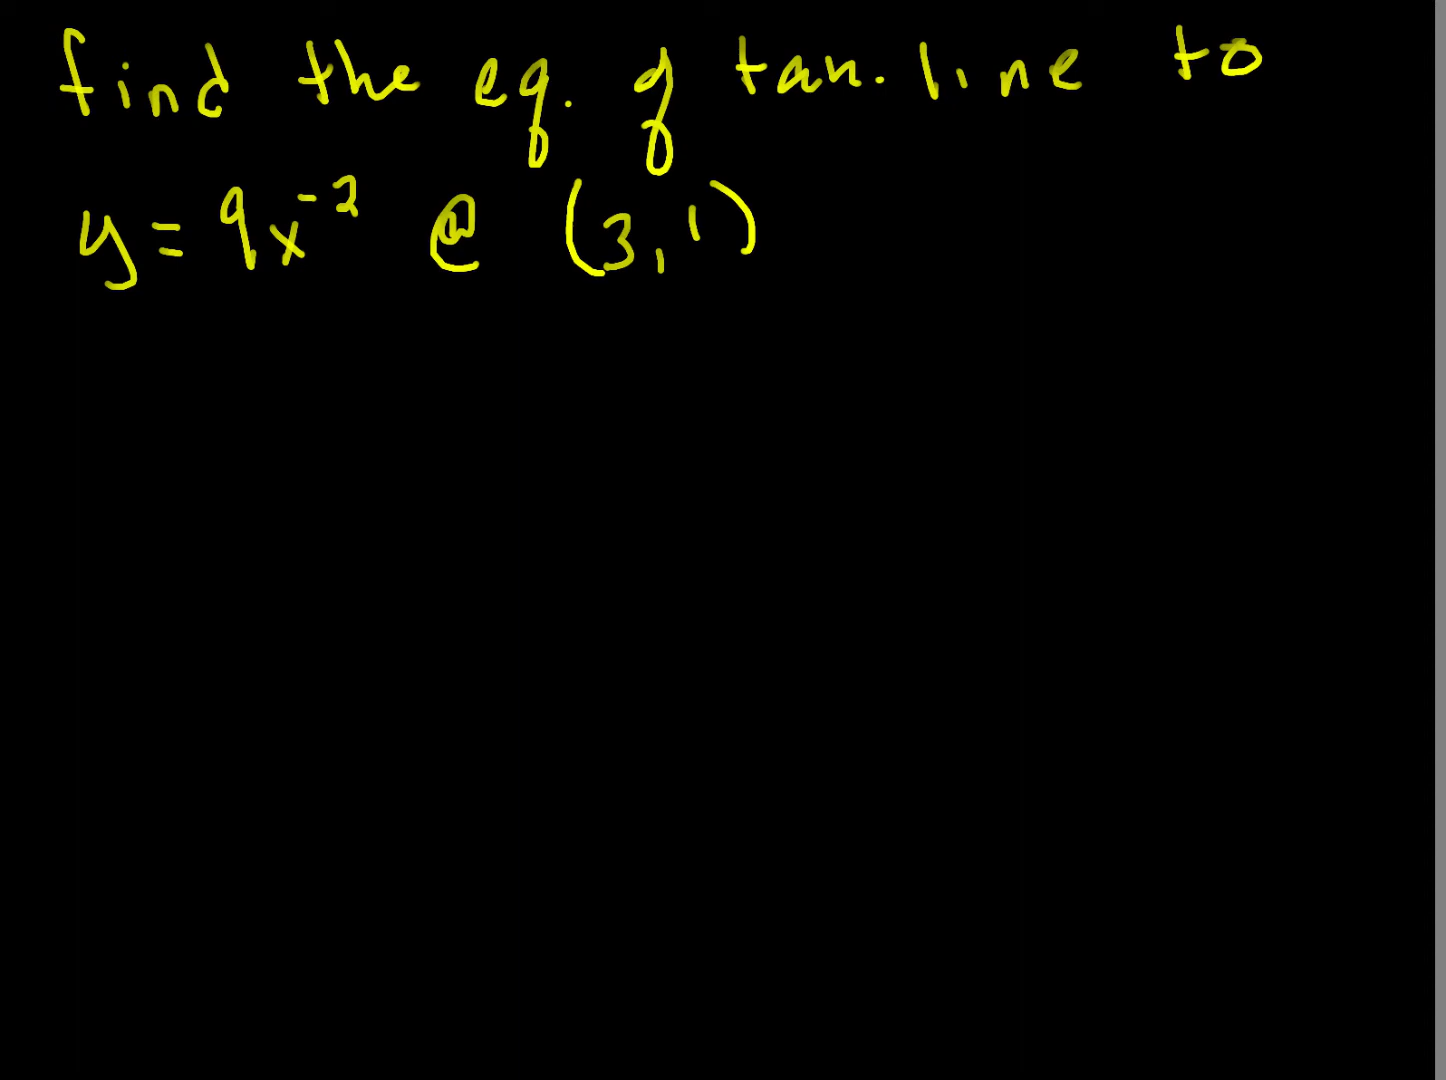 find the eq. of tan. line to
y = 9x⁻² @ (3,1)